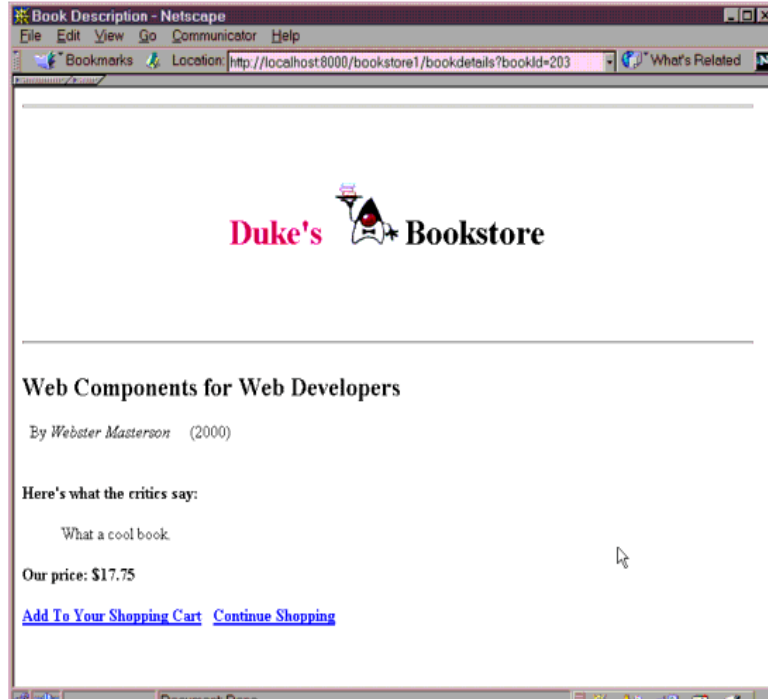 Book Description - Netscape
File Edit View Go Communicator Help
Bookmarks Location: http://localhost:8000/bookstore1/bookdetails?bookId=203 What's Related N
Duke's Bookstore
Web Components for Web Developers
By Webster Masterson (2000)
Here's what the critics say:
What a cool book.
Our price: $17.75
Add To Your Shopping Cart Continue Shopping
Document Done